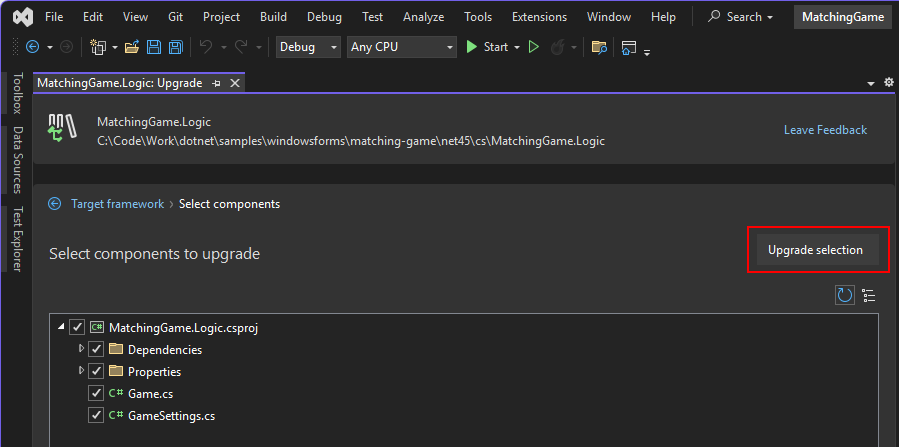 File Edit View Git Project Build Debug Test Analyze Tools Extensions Window Help Search MatchingGame
Debug Any CPU Start
Toolbox
Data Sources
Test Explorer
MatchingGame.Logic: Upgrade
MatchingGame.Logic
C:\Code\Work\dotnet\samples\windowsforms\matching-game\net45\cs\MatchingGame.Logic
Leave Feedback
Target framework › Select components
Select components to upgrade
Upgrade selection
C# MatchingGame.Logic.csproj
Dependencies
Properties
C# Game.cs
C# GameSettings.cs